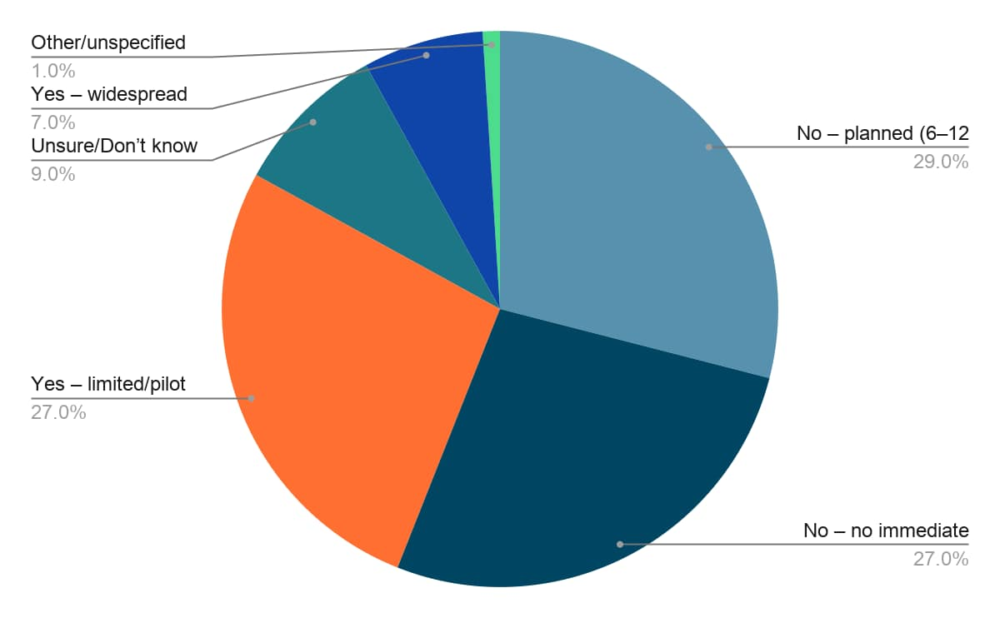 Other/unspecified
1.0%
Yes – widespread
7.0%
Unsure/Don’t know
9.0%
Yes – limited/pilot
27.0%
No – planned (6–12
29.0%
No – no immediate
27.0%